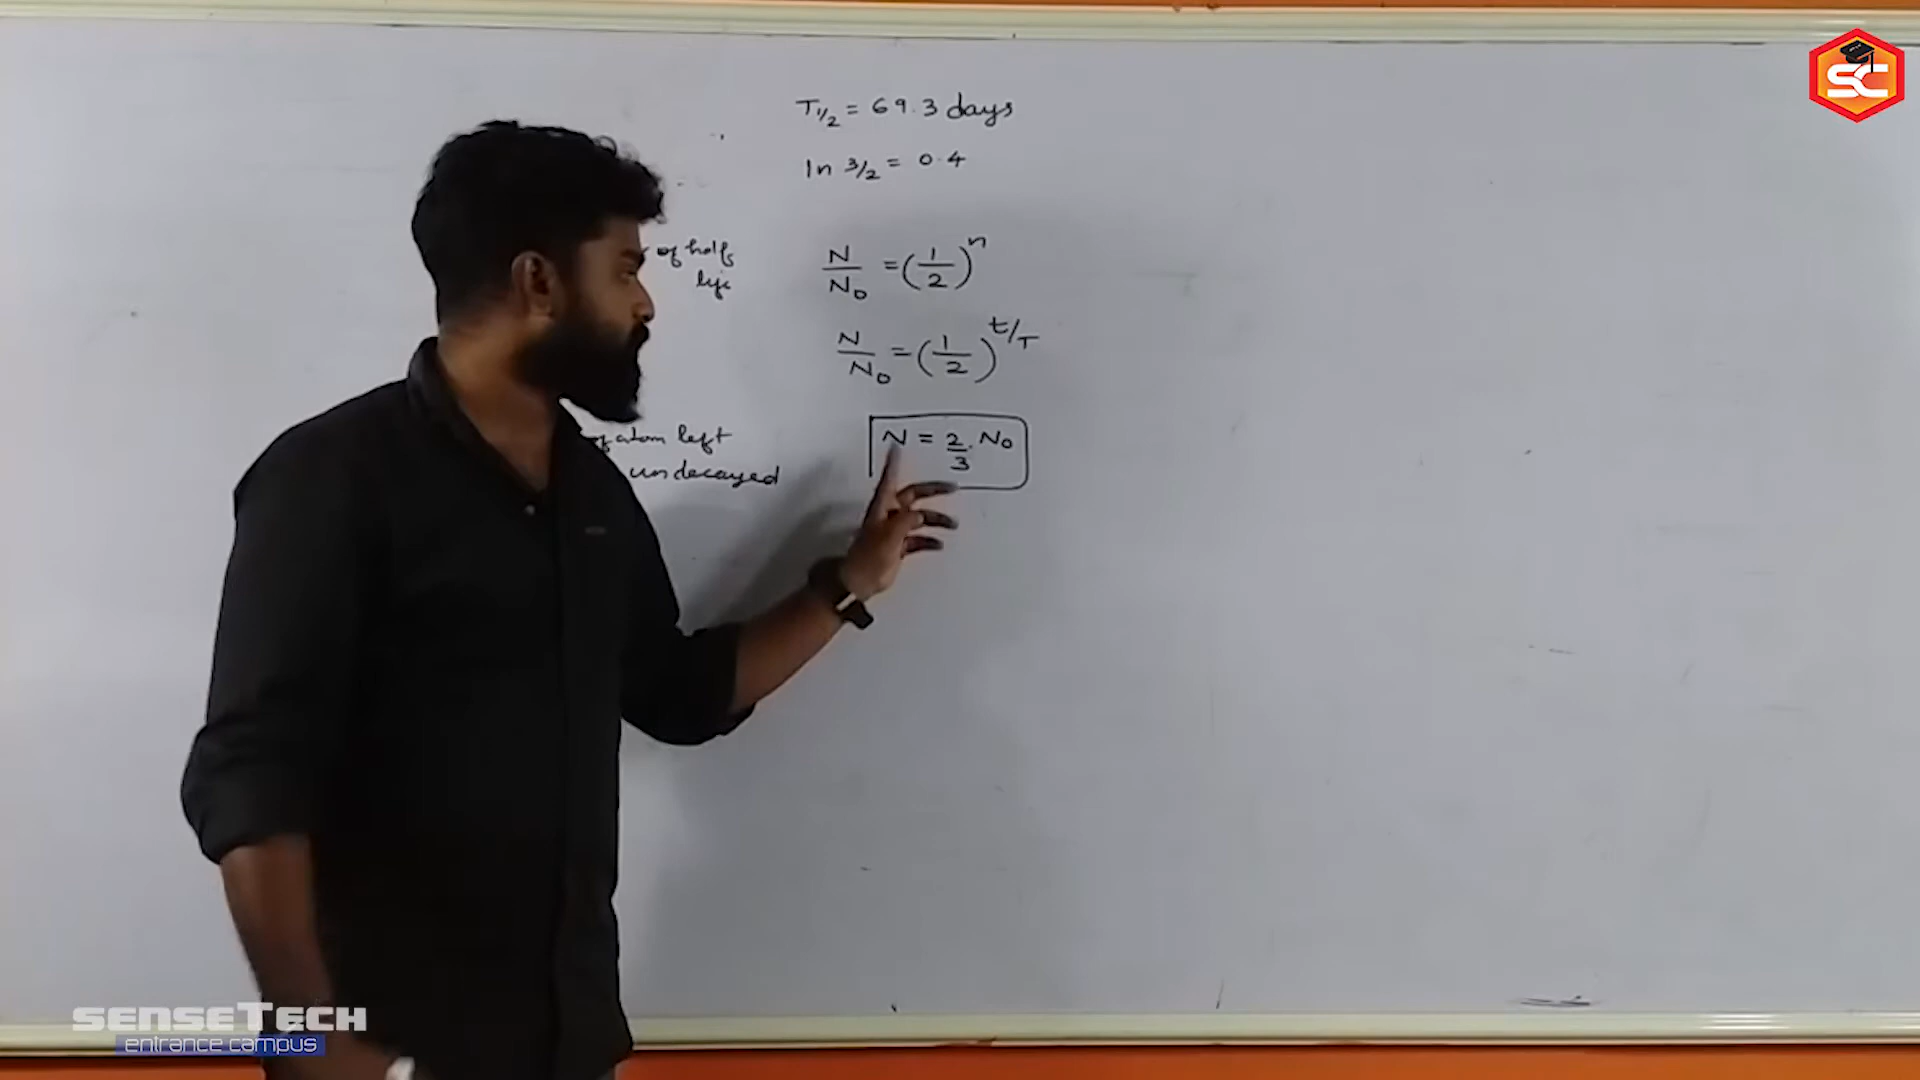 SC
T1/2 = 69.3 days
ln 3/2 = 0.4
of half
life
N/N0 = (1/2)^n
N/N0 = (1/2)^t/T
of atom left
undecayed
N = 2/3 . N0
SENSETECH
entrance campus